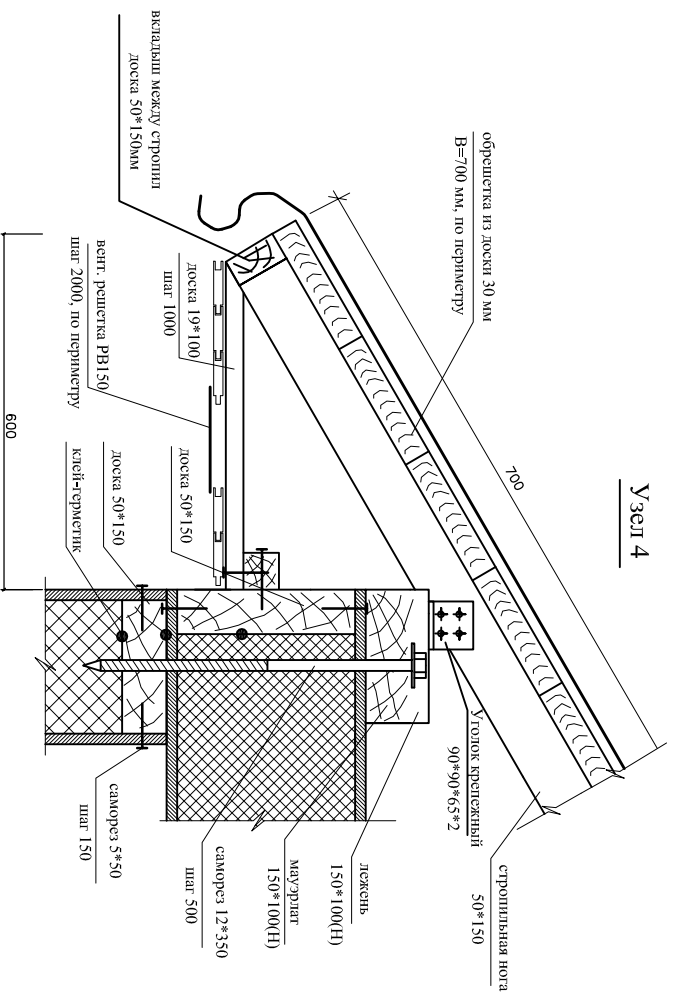 Узел 4
обрешетка из доски 30 мм
В=700 мм, по периметру
700
вкладыш между стропил
доска 50*150мм
доска 19*100
шаг 1000
вент. решетка РВ150
шаг 2000, по периметру
600
доска 50*150
доска 50*150
клей-герметик
Уголок крепежный
90*90*65*2
стропильная нога
50*150
лежень
150*100(Н)
мауэрлат
150*100(Н)
саморез 12*350
шаг 500
саморез 5*50
шаг 150